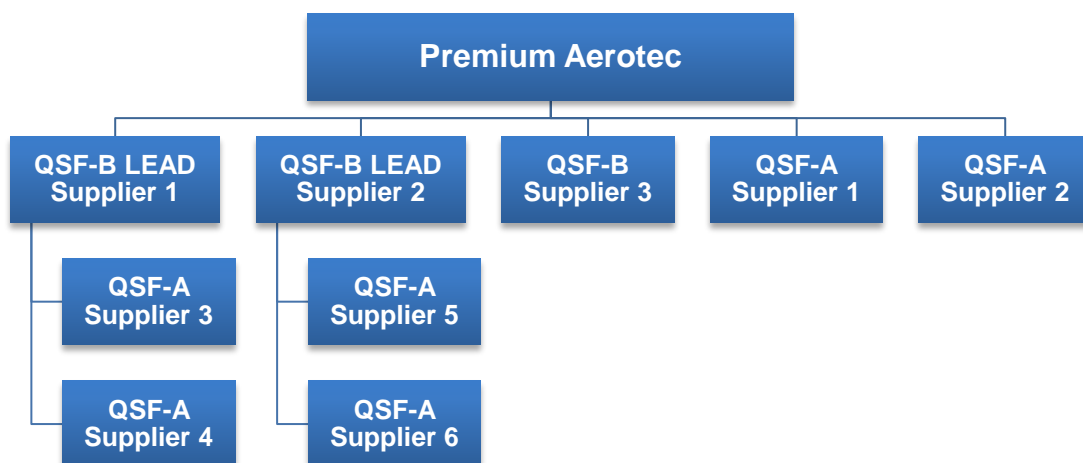 Premium Aerotec
QSF-B LEAD
Supplier 1
QSF-B LEAD
Supplier 2
QSF-B
Supplier 3
QSF-A
Supplier 1
QSF-A
Supplier 2
QSF-A
Supplier 3
QSF-A
Supplier 5
QSF-A
Supplier 4
QSF-A
Supplier 6